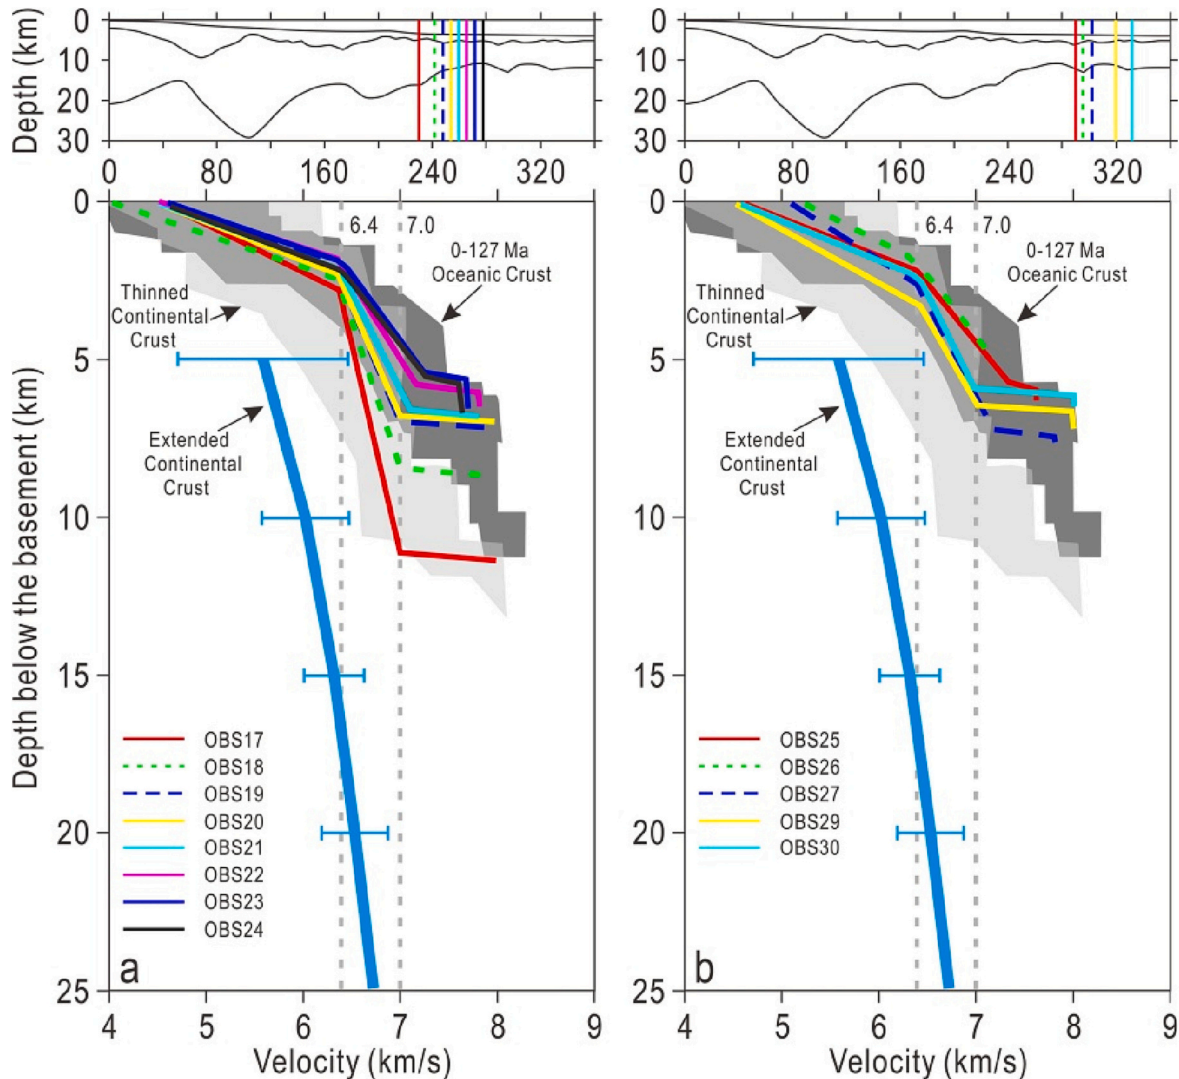 Depth (km)
0
10
20
30
0
80
160
240
320
0
5
10
15
20
25
Depth below the basement (km)
6.4
7.0
0-127 Ma
Oceanic Crust
Thinned
Continental
Crust
Extended
Continental
Crust
OBS17
OBS18
OBS19
OBS20
OBS21
OBS22
OBS23
OBS24
a
4
5
6
7
8
9
Velocity (km/s)
Depth (km)
0
10
20
30
0
80
160
240
320
0
5
10
15
20
25
6.4
7.0
0-127 Ma
Oceanic Crust
Thinned
Continental
Crust
Extended
Continental
Crust
OBS25
OBS26
OBS27
OBS29
OBS30
b
4
5
6
7
8
9
Velocity (km/s)